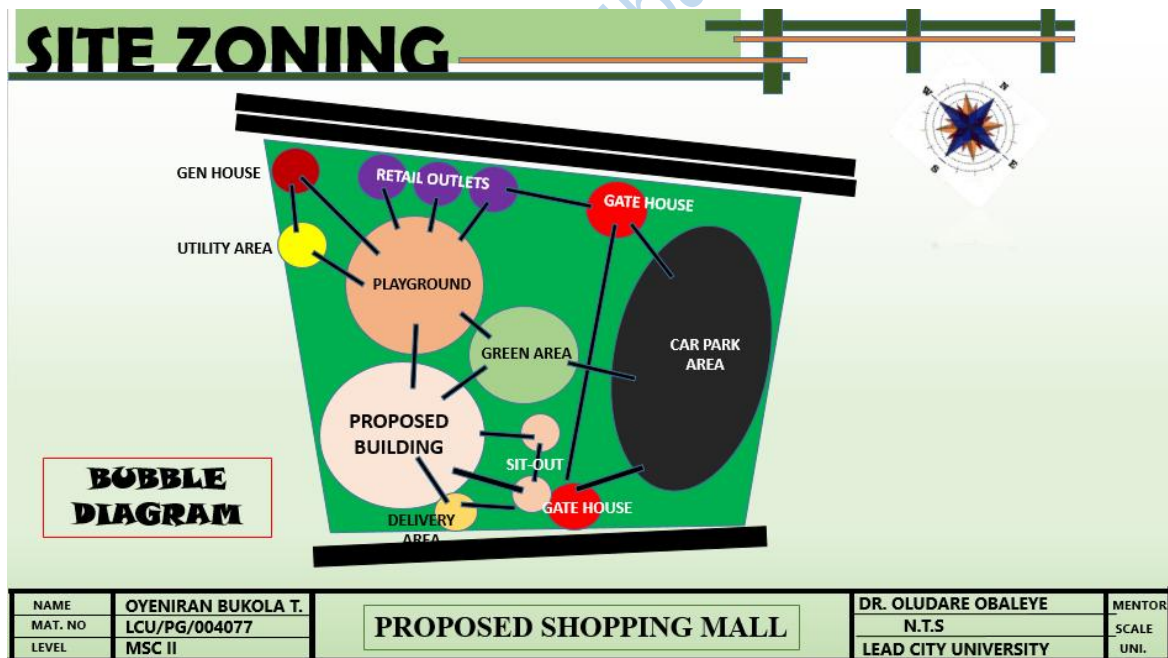 SITE ZONING
N
W
E
S
GEN HOUSE
RETAIL OUTLETS
GATE HOUSE
UTILITY AREA
PLAYGROUND
GREEN AREA
CAR PARK
AREA
PROPOSED
BUILDING
SIT-OUT
GATE HOUSE
DELIVERY
AREA
BUBBLE
DIAGRAM
NAME OYENIRAN BUKOLA T.
MAT. NO LCU/PG/004077
LEVEL MSC II
PROPOSED SHOPPING MALL
DR. OLUDARE OBALEYE MENTOR
N.T.S SCALE
LEAD CITY UNIVERSITY UNI.